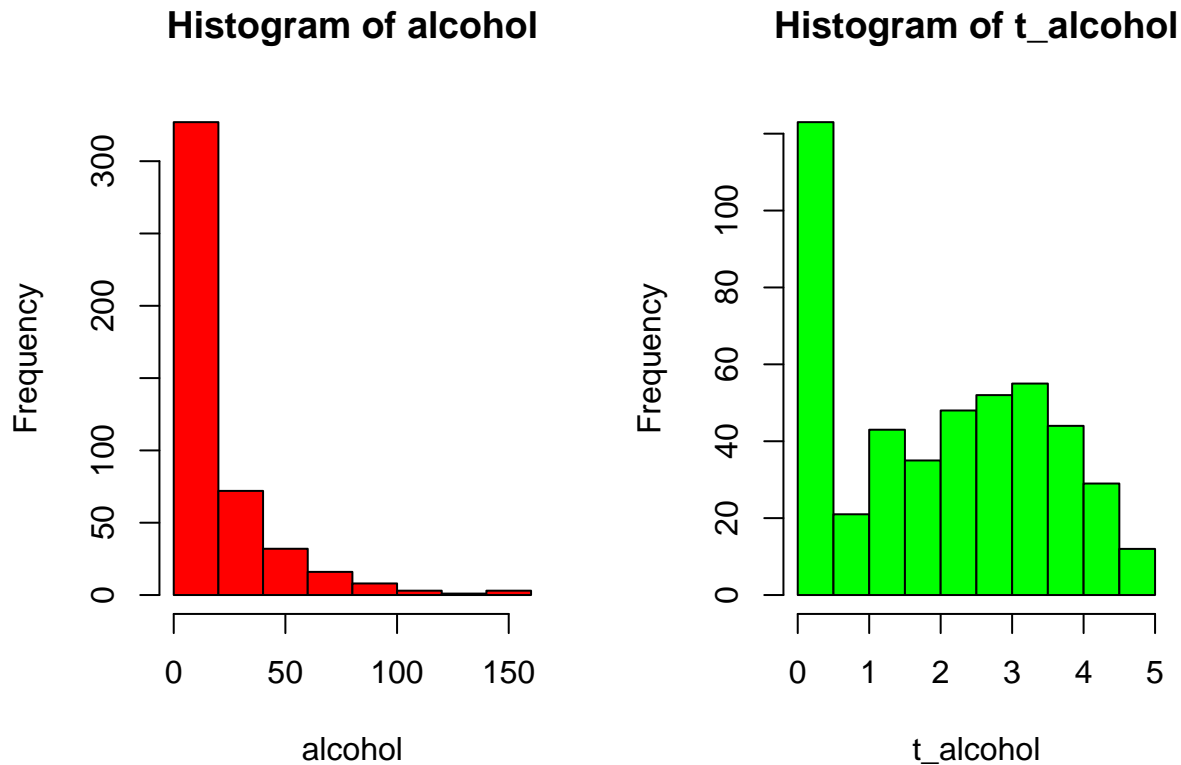 Histogram of alcohol
Frequency
300
200
100
50
0
0 50 100 150
alcohol
Histogram of t_alcohol
Frequency
100
80
60
40
20
0
0 1 2 3 4 5
t_alcohol